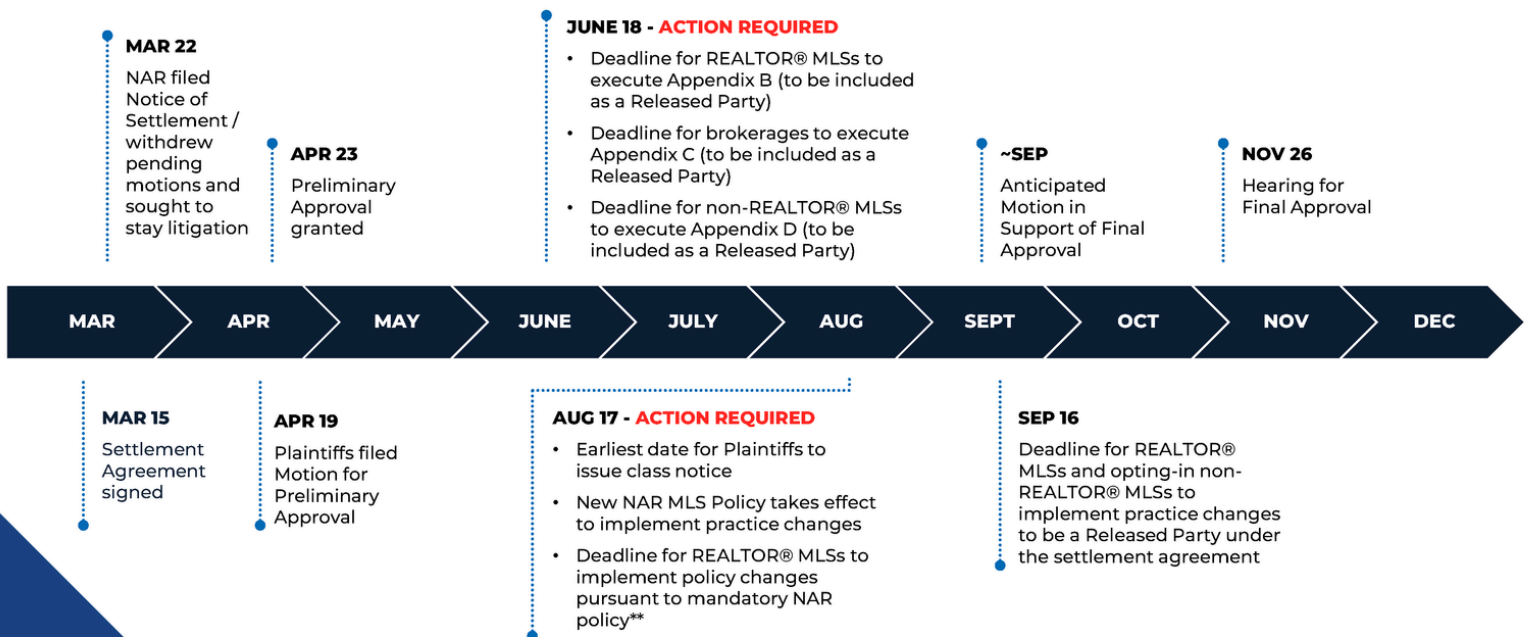 MAR 22
NAR filed
Notice of
Settlement /
withdrew
pending
motions and
sought to
stay litigation
APR 23
Preliminary
Approval
granted
JUNE 18 - ACTION REQUIRED
• Deadline for REALTOR® MLSs to
execute Appendix B (to be included
as a Released Party)
• Deadline for brokerages to execute
Appendix C (to be included as a
Released Party)
• Deadline for non-REALTOR® MLSs
to execute Appendix D (to be
included as a Released Party)
~SEP
Anticipated
Motion in
Support of Final
Approval
NOV 26
Hearing for
Final Approval
MAR APR MAY JUNE JULY AUG SEPT OCT NOV DEC
MAR 15
Settlement
Agreement
signed
APR 19
Plaintiffs filed
Motion for
Preliminary
Approval
AUG 17 - ACTION REQUIRED
• Earliest date for Plaintiffs to
issue class notice
• New NAR MLS Policy takes effect
to implement practice changes
• Deadline for REALTOR® MLSs to
implement policy changes
pursuant to mandatory NAR
policy**
SEP 16
Deadline for REALTOR®
MLSs and opting-in non-
REALTOR® MLSs to
implement practice changes
to be a Released Party under
the settlement agreement